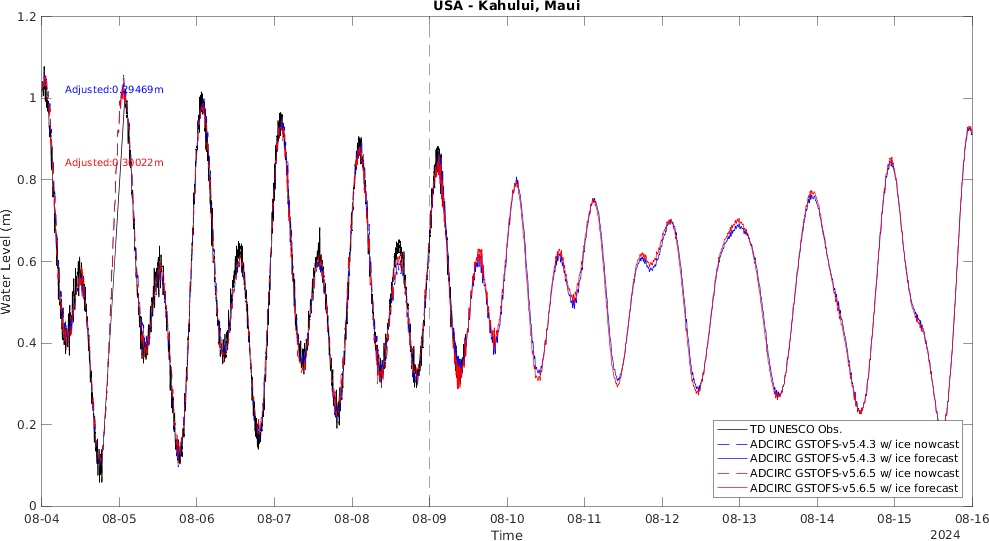 USA - Kahului, Maui
1.2
1
0.8
0.6
0.4
0.2
0
Water Level (m)
Adjusted:0.29469m
Adjusted:0.30022m
TD UNESCO Obs.
ADCIRC GSTOFS-v5.4.3 w/ ice nowcast
ADCIRC GSTOFS-v5.4.3 w/ ice forecast
ADCIRC GSTOFS-v5.6.5 w/ ice nowcast
ADCIRC GSTOFS-v5.6.5 w/ ice forecast
08-04 08-05 08-06 08-07 08-08 08-09 08-10 08-11 08-12 08-13 08-14 08-15 08-16
Time
2024